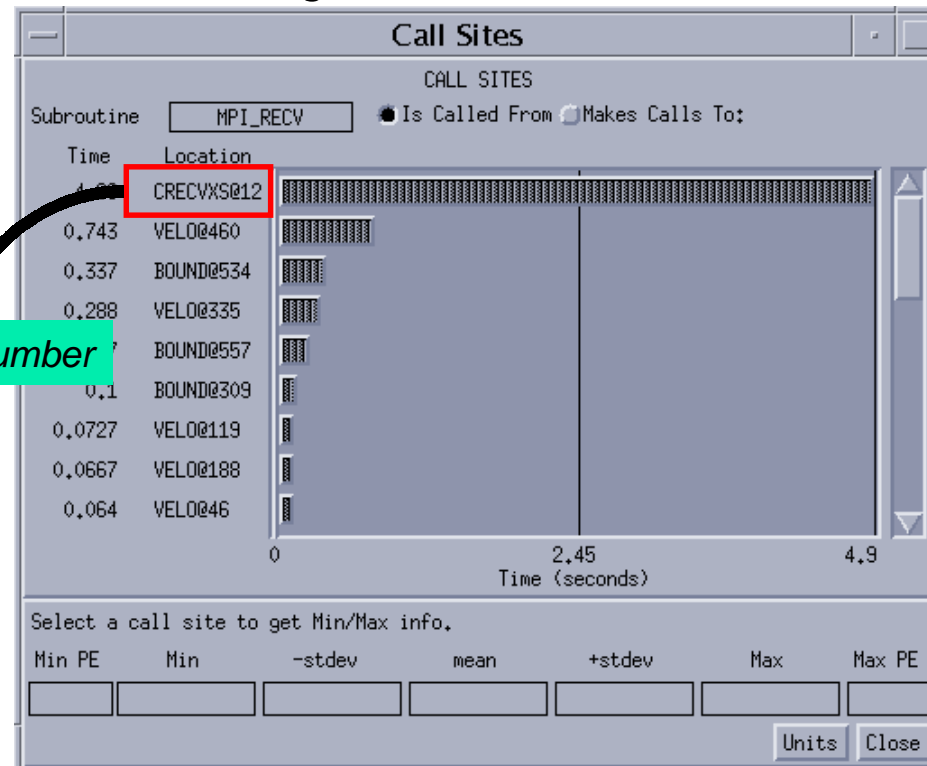 Call Sites
CALL SITES
Subroutine MPI_RECV Is Called From Makes Calls To:
Time Location
CRECVXS@12
0.743 VELO@460
0.337 BOUND@534
0.288 VELO@335
umber BOUND@557
0.1 BOUND@309
0.0727 VELO@119
0.0667 VELO@188
0.064 VELO@46
0 2.45 4.9
Time (seconds)
Select a call site to get Min/Max info.
Min PE Min -stdev mean +stdev Max Max PE
Units Close